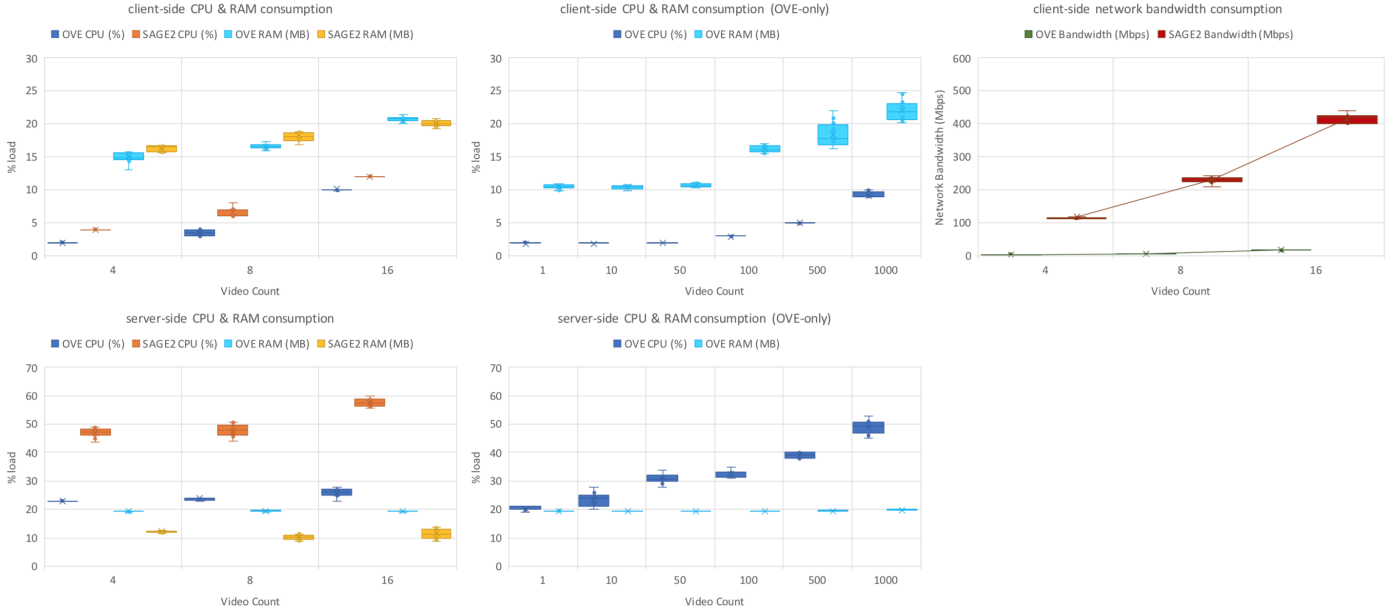 client-side CPU & RAM consumption
OVE CPU (%) SAGE2 CPU (%) OVE RAM (MB) SAGE2 RAM (MB)
30
25
20
15
10
5
0
% load
4 8 16
Video Count
client-side CPU & RAM consumption (OVE-only)
OVE CPU (%) OVE RAM (MB)
30
25
20
15
10
5
0
% load
1 10 50 100 500 1000
Video Count
client-side network bandwidth consumption
OVE Bandwidth (Mbps) SAGE2 Bandwidth (Mbps)
600
500
400
300
200
100
0
Network Bandwidth (Mbps)
4 8 16
Video Count
server-side CPU & RAM consumption
OVE CPU (%) SAGE2 CPU (%) OVE RAM (MB) SAGE2 RAM (MB)
70
60
50
40
30
20
10
0
% load
4 8 16
Video Count
server-side CPU & RAM consumption (OVE-only)
OVE CPU (%) OVE RAM (MB)
70
60
50
40
30
20
10
0
% load
1 10 50 100 500 1000
Video Count